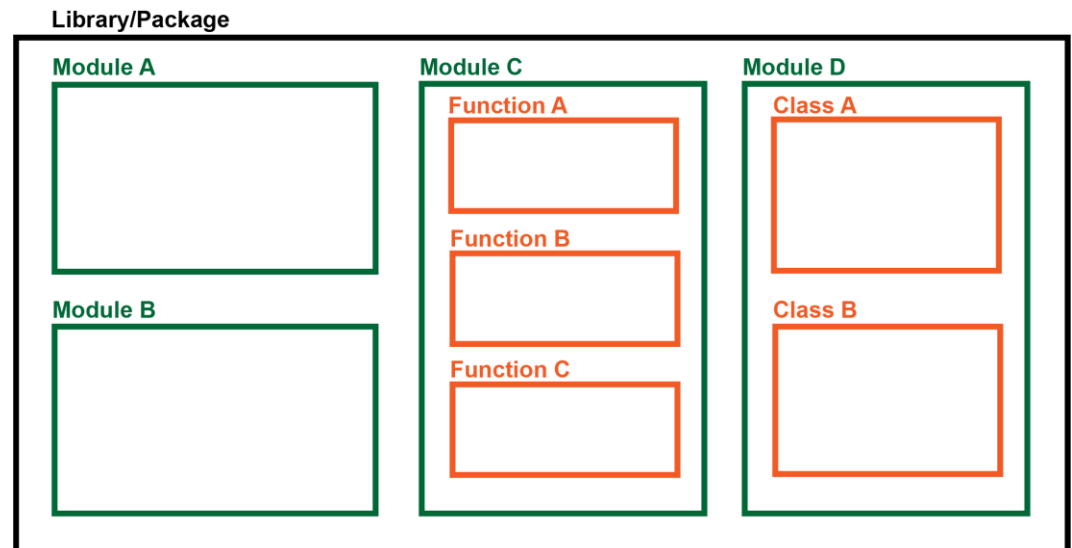 Library/Package
Module A
Module B
Module C
Function A
Function B
Function C
Module D
Class A
Class B